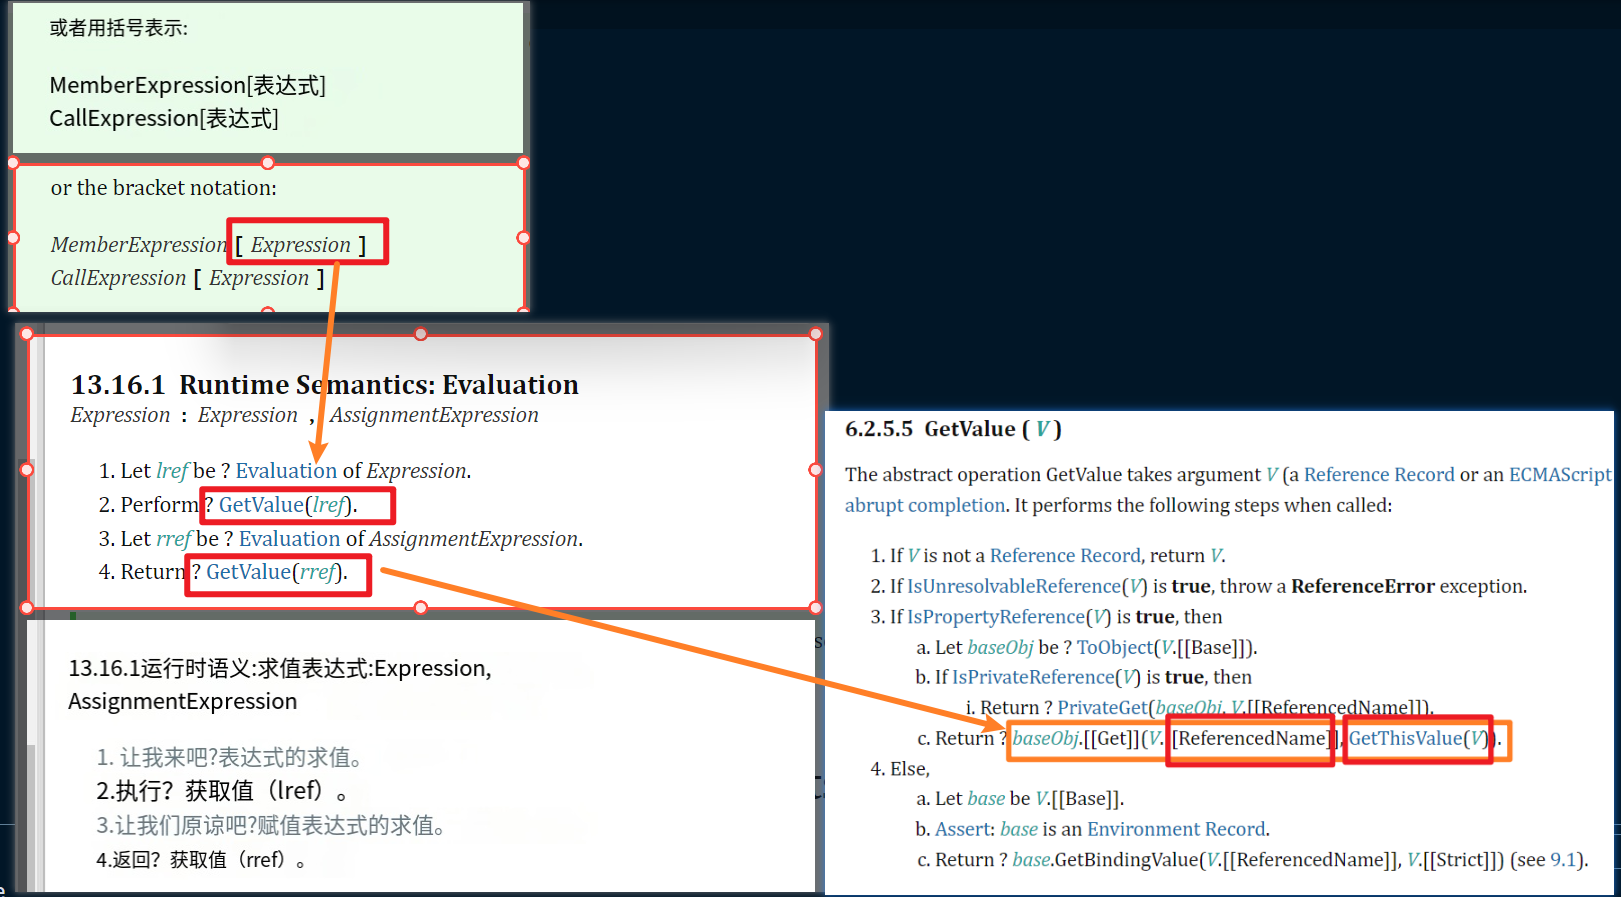 或者用括号表示:
MemberExpression[表达式]
CallExpression[表达式]
or the bracket notation:
MemberExpression [ Expression ]
CallExpression [ Expression ]
13.16.1 Runtime Semantics: Evaluation
Expression : Expression , AssignmentExpression
1. Let lref be ? Evaluation of Expression.
2. Perform ? GetValue(lref).
3. Let rref be ? Evaluation of AssignmentExpression.
4. Return ? GetValue(rref).
13.16.1运行时语义:求值表达式:Expression,
AssignmentExpression
1. 让我来吧?表达式的求值。
2.执行？获取值（lref）。
3.让我们原谅吧?赋值表达式的求值。
4.返回？获取值（rref）。
6.2.5.5 GetValue ( V )
The abstract operation GetValue takes argument V (a Reference Record or an ECMAScript
abrupt completion. It performs the following steps when called:
1. If V is not a Reference Record, return V.
2. If IsUnresolvableReference(V) is true, throw a ReferenceError exception.
3. If IsPropertyReference(V) is true, then
a. Let baseObj be ? ToObject(V.[[Base]]).
b. If IsPrivateReference(V) is true, then
i. Return ? PrivateGet(baseObj, V.[[ReferencedName]]).
c. Return ? baseObj.[[Get]](V.[[ReferencedName]], GetThisValue(V)).
4. Else,
a. Let base be V.[[Base]].
b. Assert: base is an Environment Record.
c. Return ? base.GetBindingValue(V.[[ReferencedName]], V.[[Strict]]) (see 9.1).